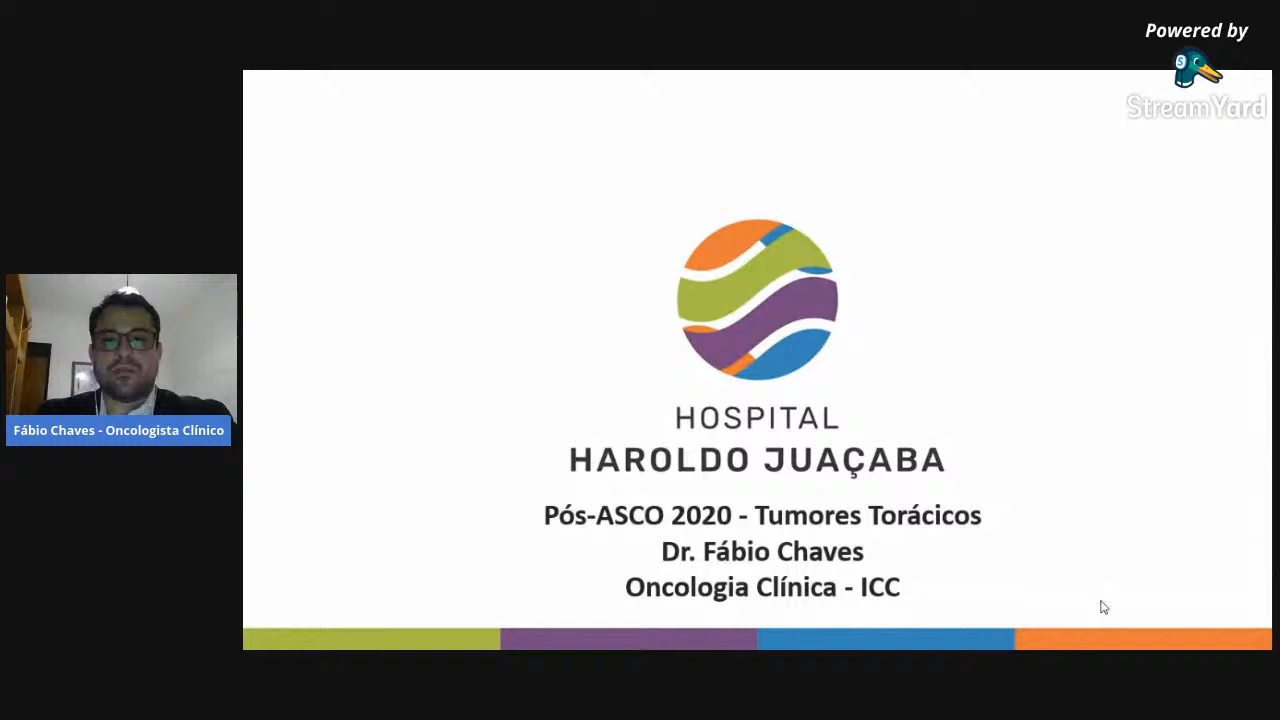 Powered by
S
StreamYard
HOSPITAL
HAROLDO JUAÇABA
Fábio Chaves - Oncologista Clínico
Pós-ASCO 2020 - Tumores Torácicos
Dr. Fábio Chaves
Oncologia Clínica - ICC